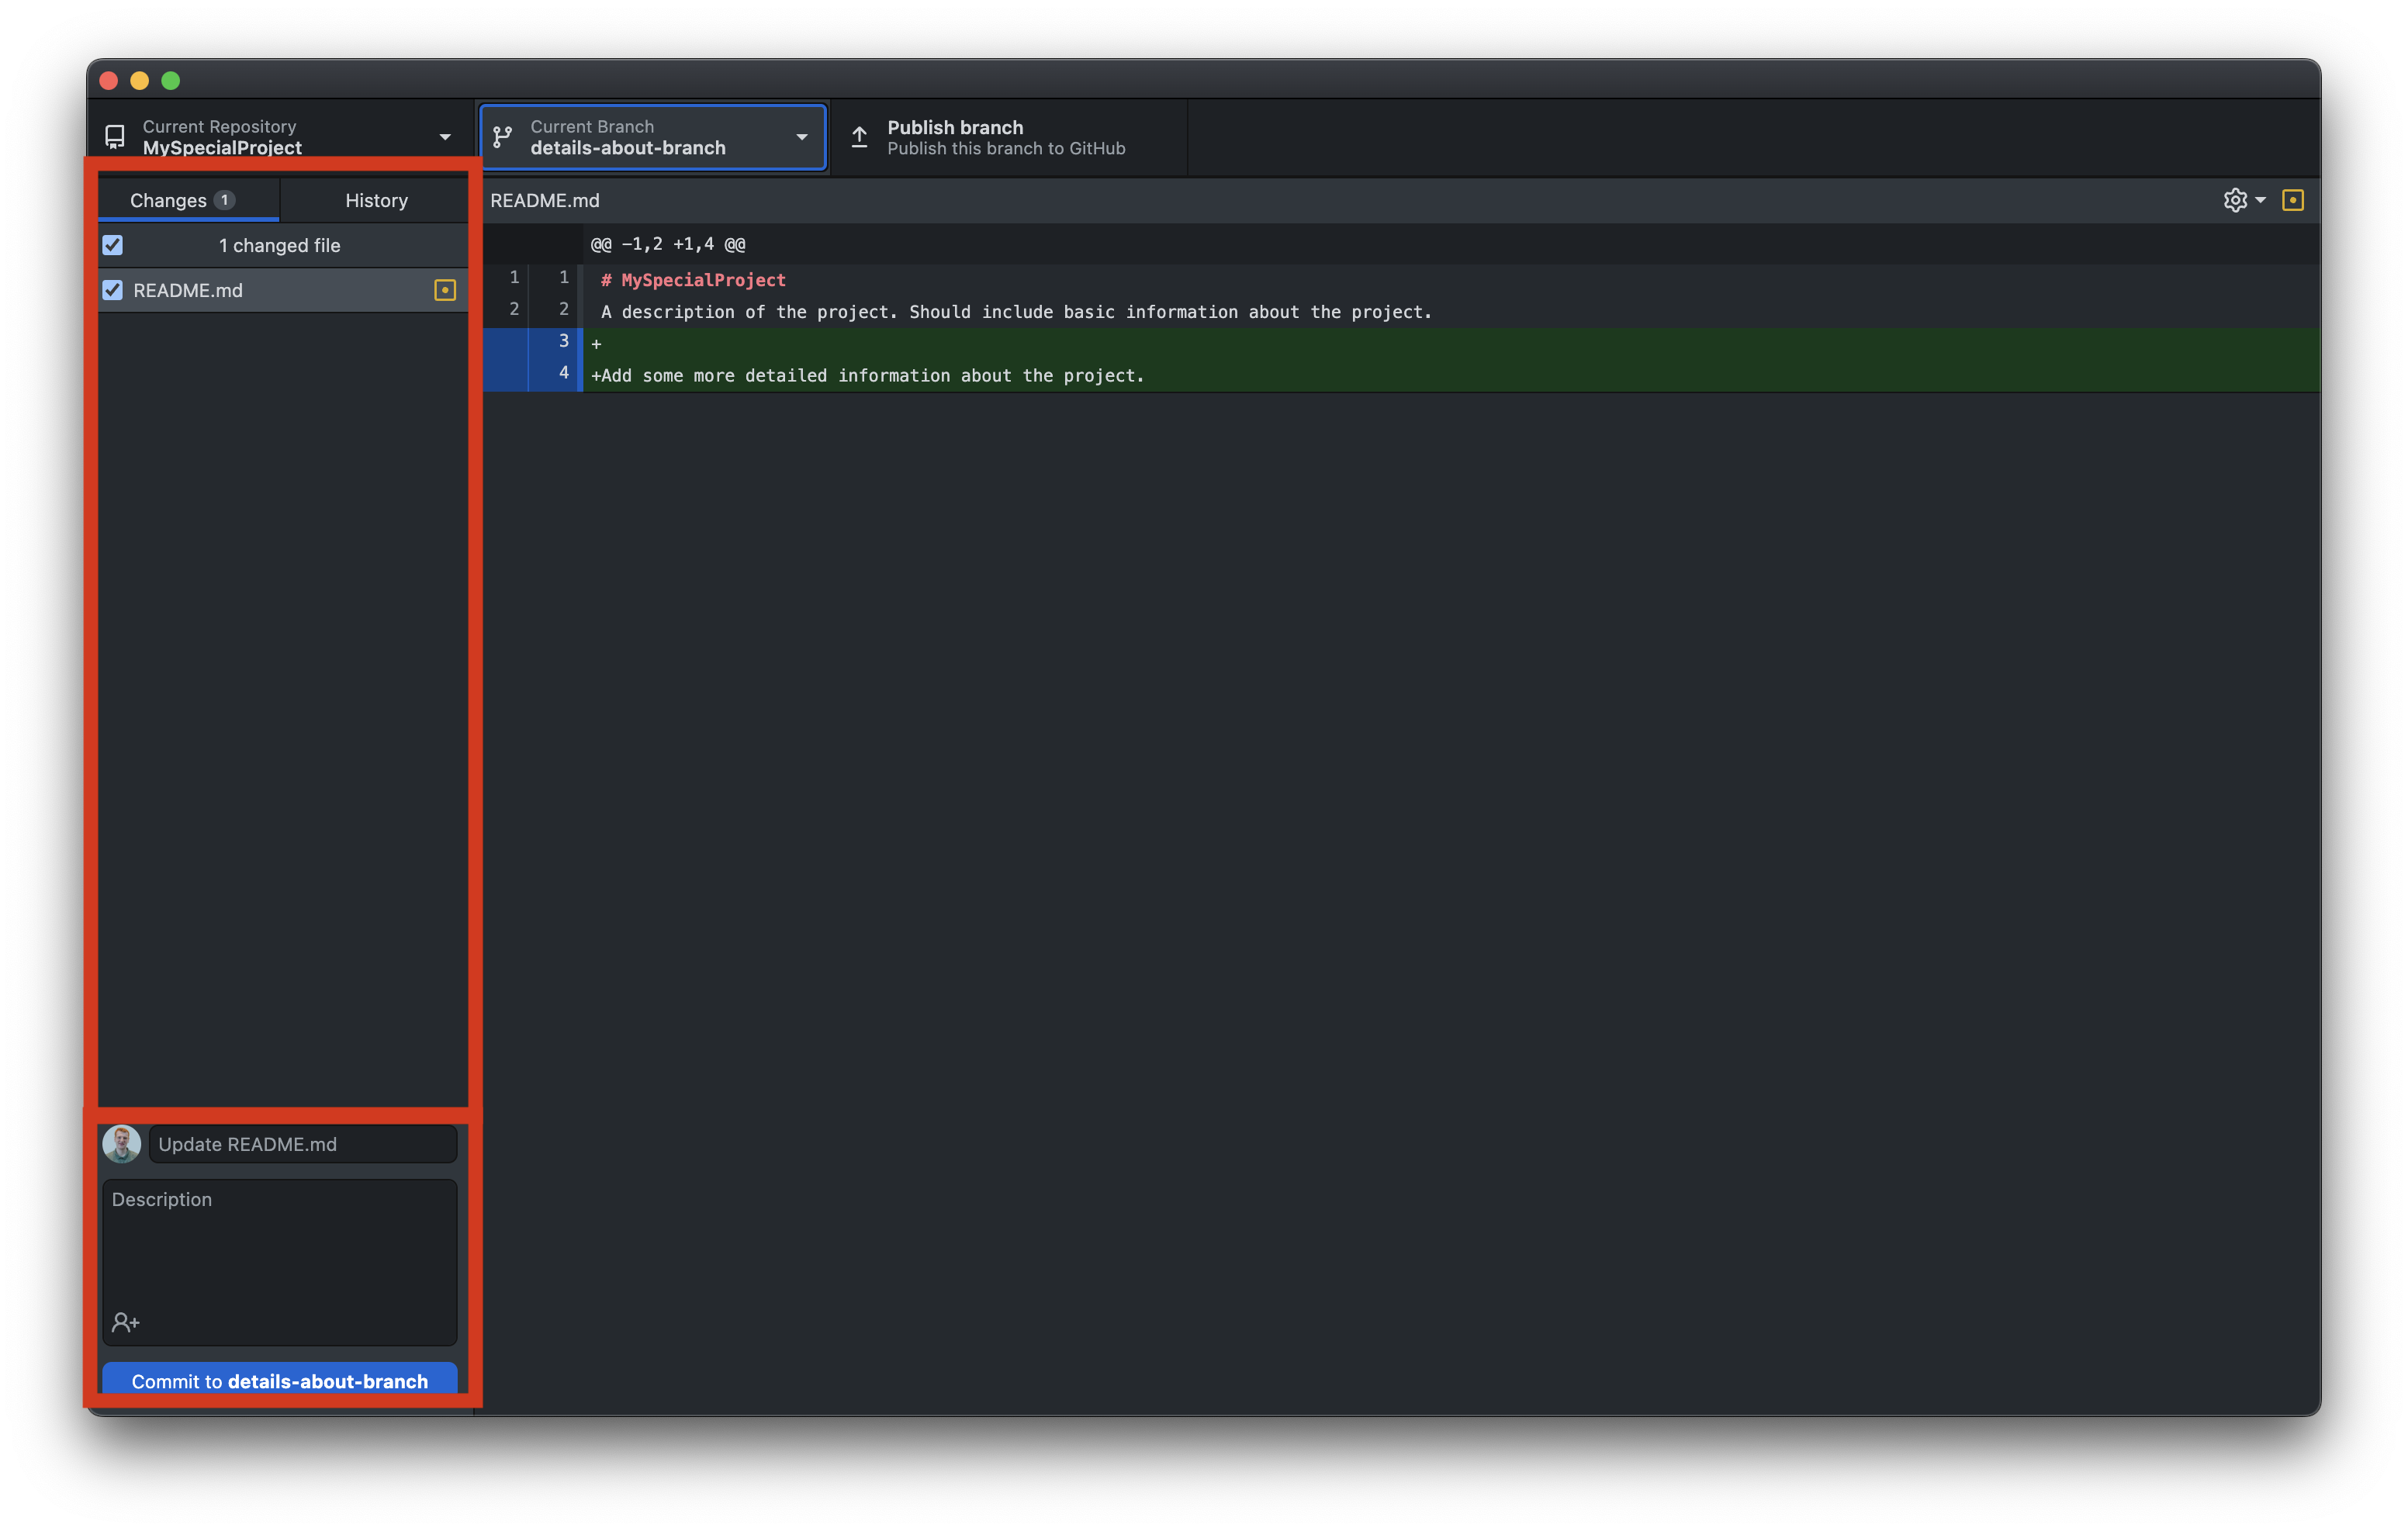 Current Repository
MySpecialProject
Current Branch
details-about-branch
Publish branch
Publish this branch to GitHub
Changes 1
History
1 changed file
README.md
README.md
@@ −1,2 +1,4 @@
1 1 # MySpecialProject
2 2 A description of the project. Should include basic information about the project.
3 +
4 +Add some more detailed information about the project.
Update README.md
Description
Commit to details-about-branch